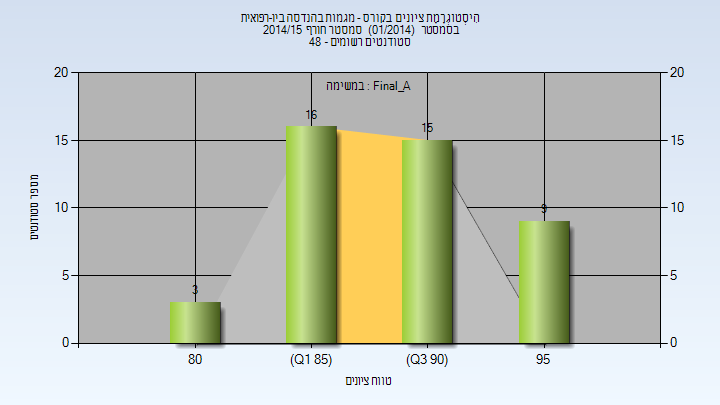 הִיסְטוֹגְרָמַת ציונים בקורס - מגמות בהנדסה ביו-רפואית
בסמסטר (01/2014) סמסטר חורף 2014/15
סטודנטים רשומים - 48
במשימה : Final_A
20 20
15 15
10 10
5 5
0 0
3
16
15
9
מספר סטודנטים
80 (Q1 85) (Q3 90) 95
טווח ציונים